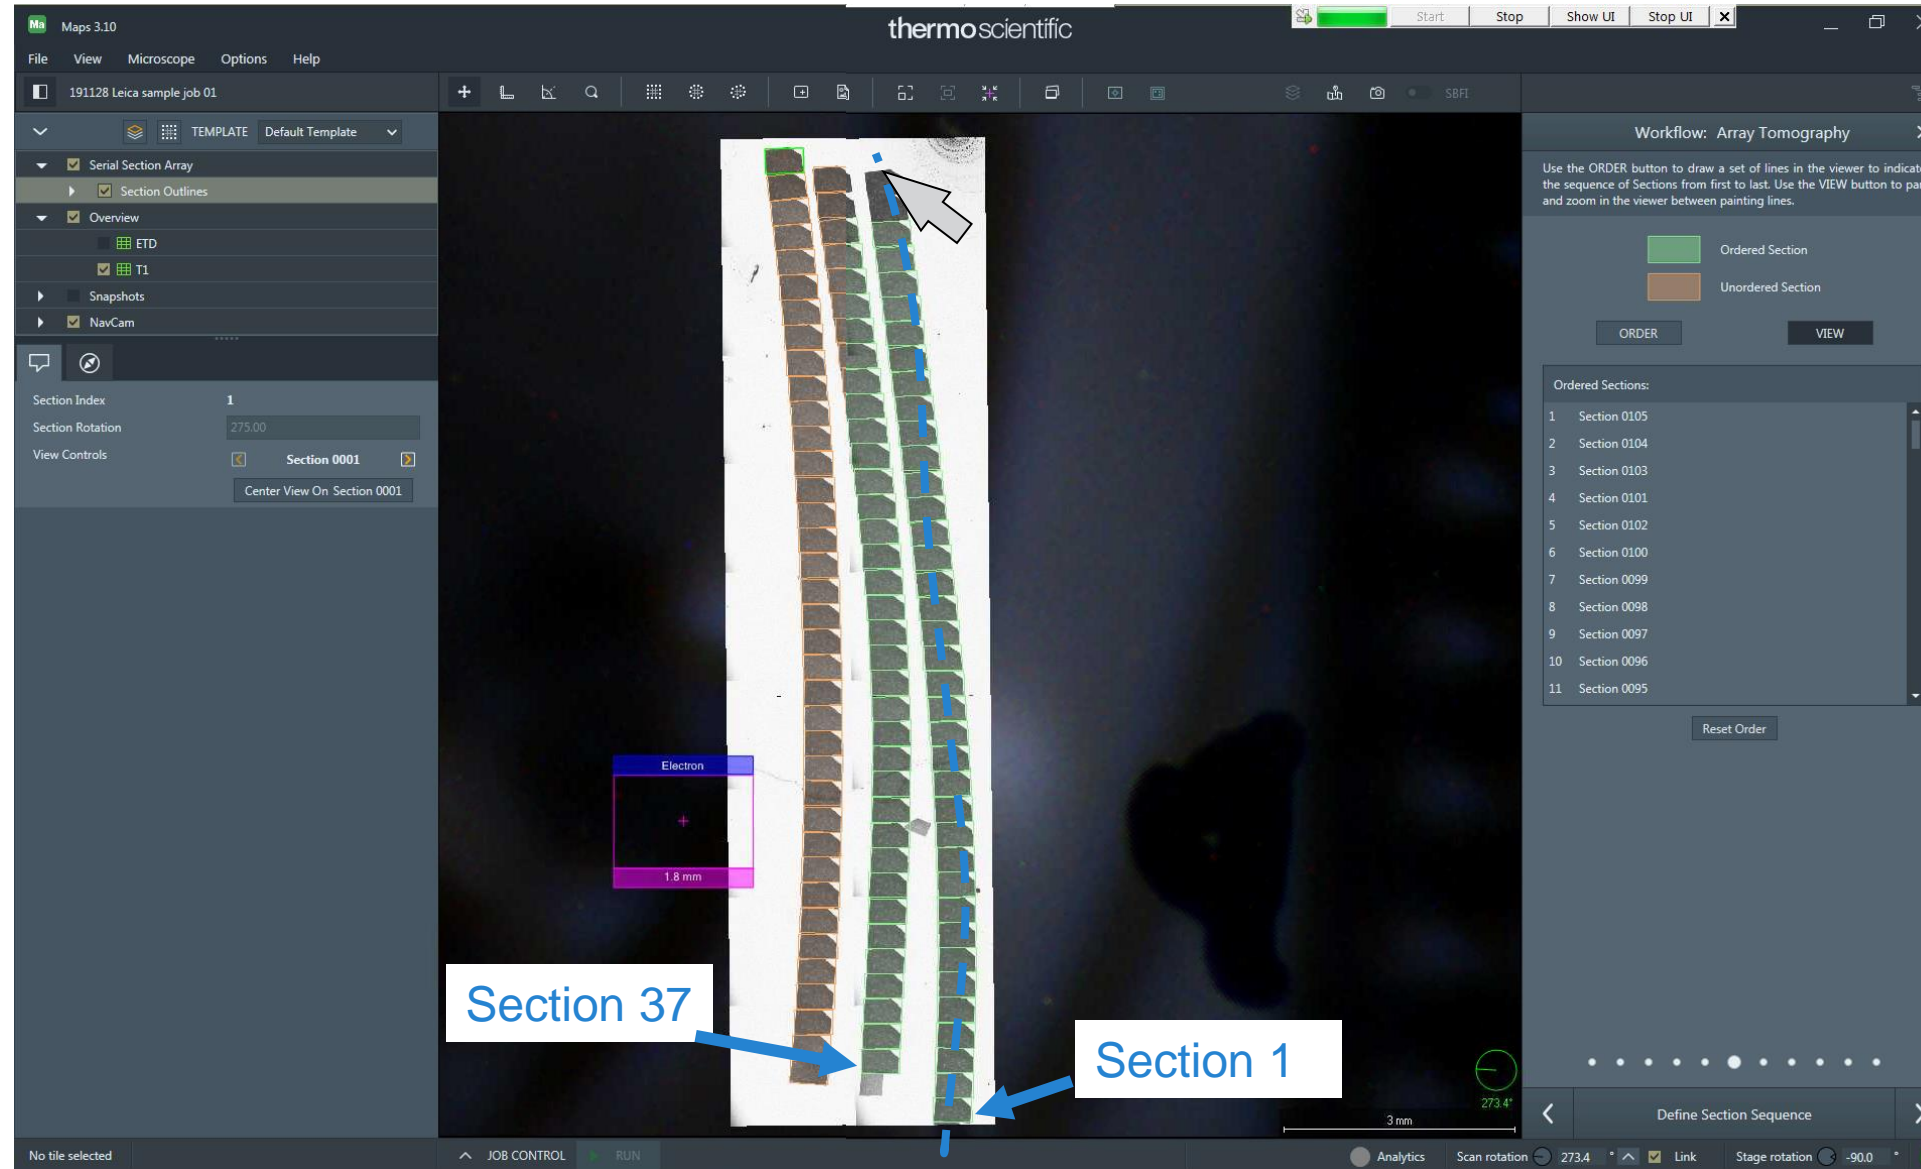 Ma Maps 3.10
thermoscientific
Start Stop Show UI Stop UI X
File View Microscope Options Help
191128 Leica sample job 01
SBFI
TEMPLATE Default Template
Workflow: Array Tomography
Serial Section Array
Section Outlines
Overview
ETD
T1
Snapshots
NavCam
Use the ORDER button to draw a set of lines in the viewer to indicat
the sequence of Sections from first to last. Use the VIEW button to pa
and zoom in the viewer between painting lines.
Ordered Section
Unordered Section
ORDER VIEW
Section Index 1
Section Rotation 275.00
View Controls Section 0001
Center View On Section 0001
Ordered Sections:
1 Section 0105
2 Section 0104
3 Section 0103
4 Section 0101
5 Section 0102
6 Section 0100
7 Section 0099
8 Section 0098
9 Section 0097
10 Section 0096
11 Section 0095
Reset Order
Electron
1.8 mm
Section 37
Section 1
273.4°
3 mm
Define Section Sequence
No tile selected
JOB CONTROL RUN
Analytics Scan rotation 273.4 ° Link Stage rotation -90.0 °